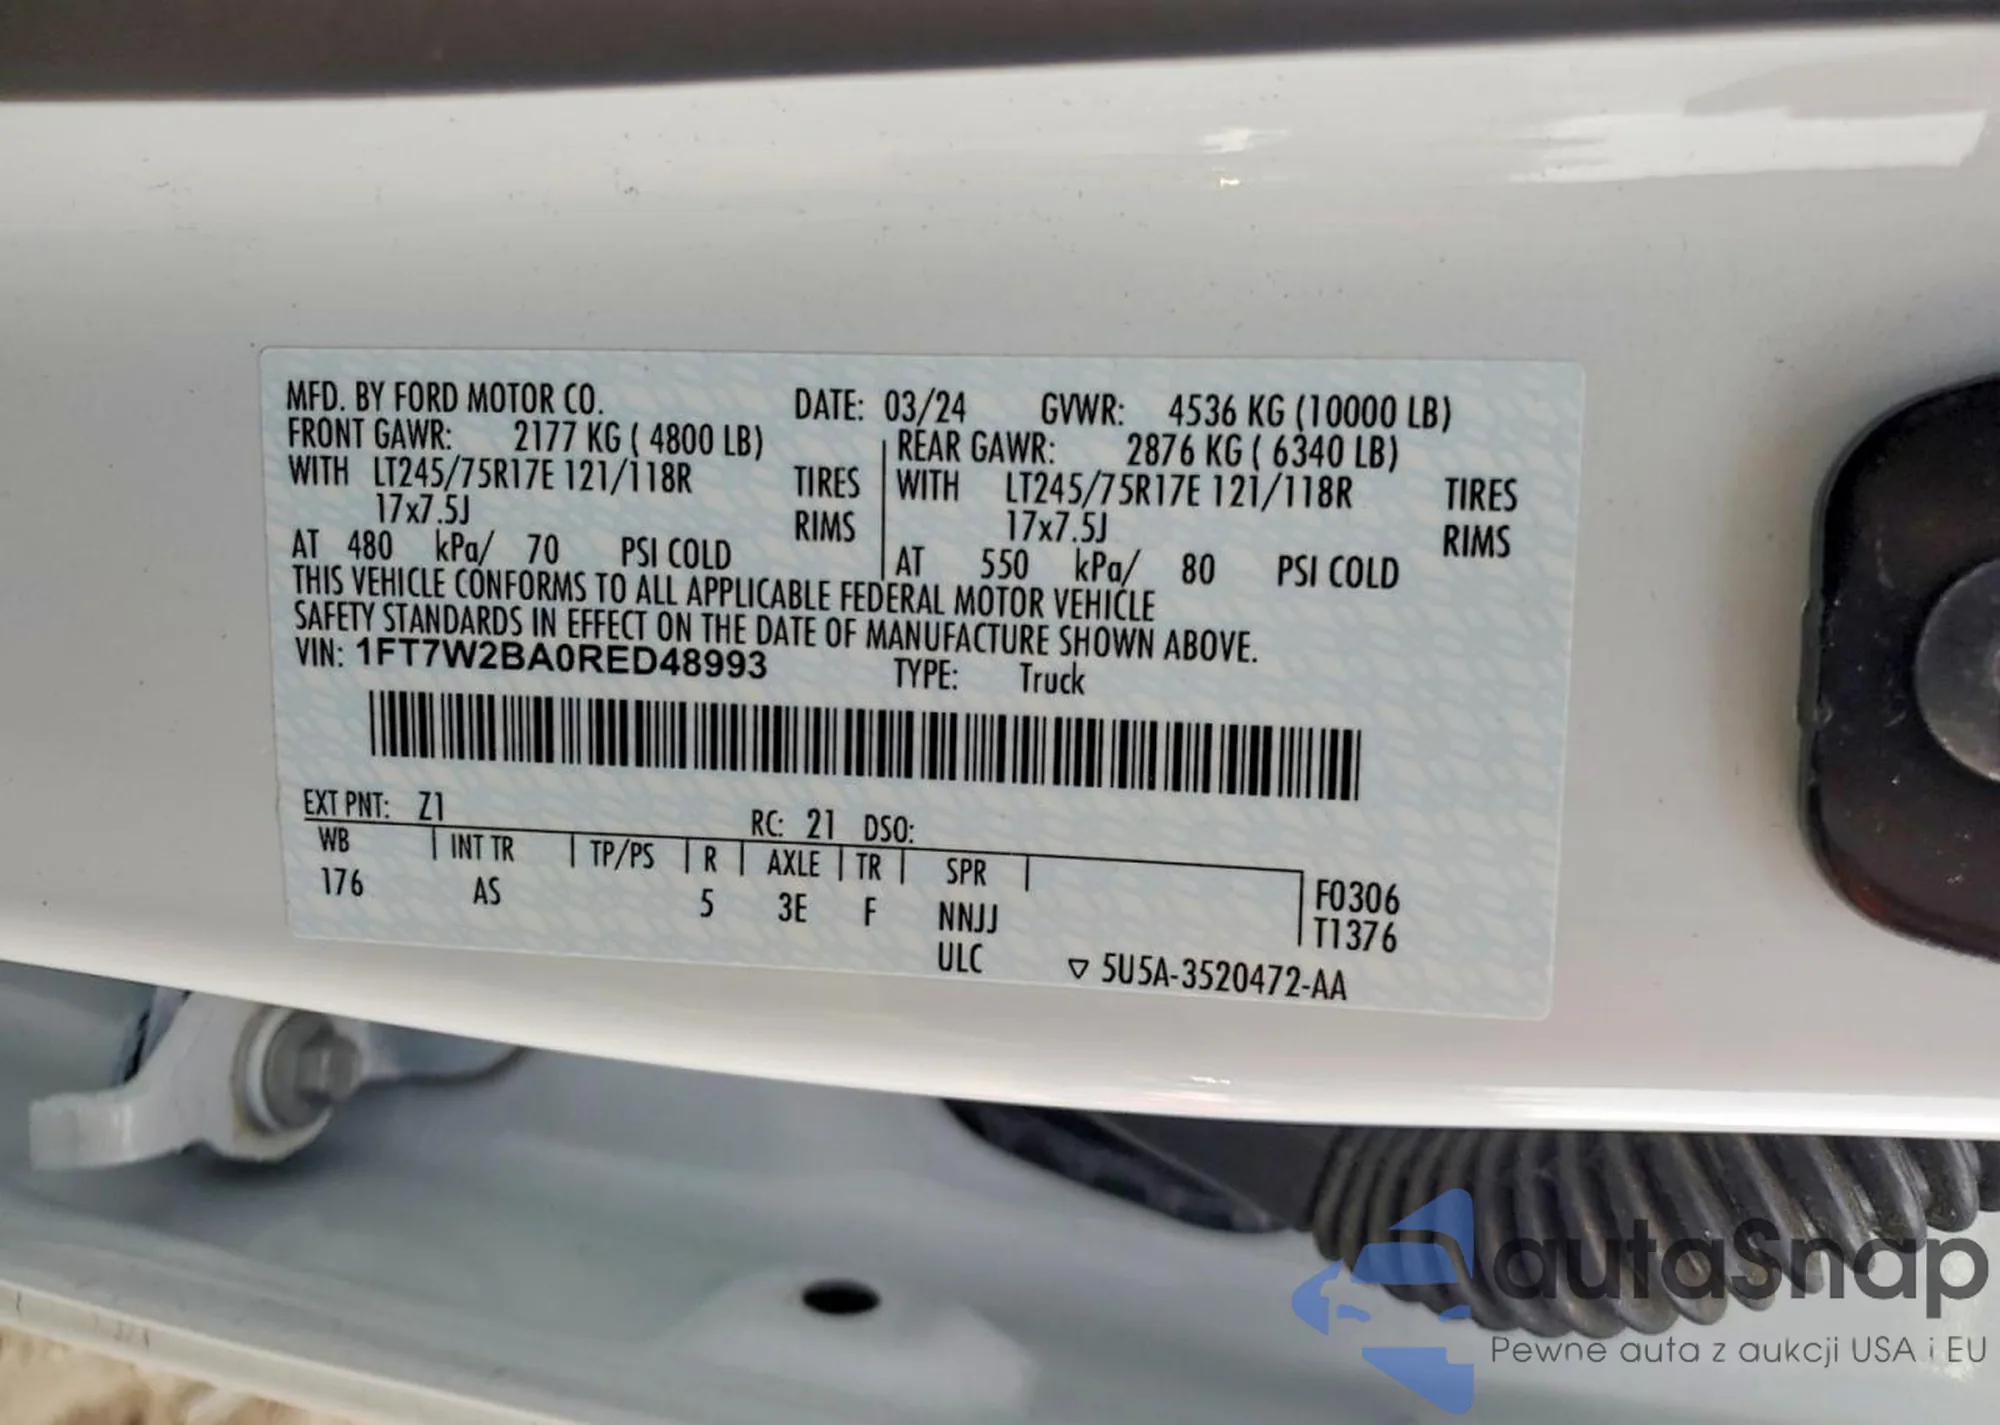 MFD. BY FORD MOTOR CO. DATE: 03/24 GVWR: 4536 KG (10000 LB)
FRONT GAWR: 2177 KG ( 4800 LB) REAR GAWR: 2876 KG ( 6340 LB)
WITH LT245/75R17E 121/118R TIRES WITH LT245/75R17E 121/118R TIRES
17x7.5J RIMS 17x7.5J RIMS
AT 480 kPa/ 70 PSI COLD AT 550 kPa/ 80 PSI COLD
THIS VEHICLE CONFORMS TO ALL APPLICABLE FEDERAL MOTOR VEHICLE
SAFETY STANDARDS IN EFFECT ON THE DATE OF MANUFACTURE SHOWN ABOVE.
VIN: 1FT7W2BA0RED48993 TYPE: Truck
EXT PNT: Z1 RC: 21 DSO:
WB INT TR TP/PS R AXLE TR SPR
176 AS 5 3E F NNJJ F0306
T1376
ULC 5U5A-3520472-AA
autaSnap
Pewne auta z aukcji USA i EU